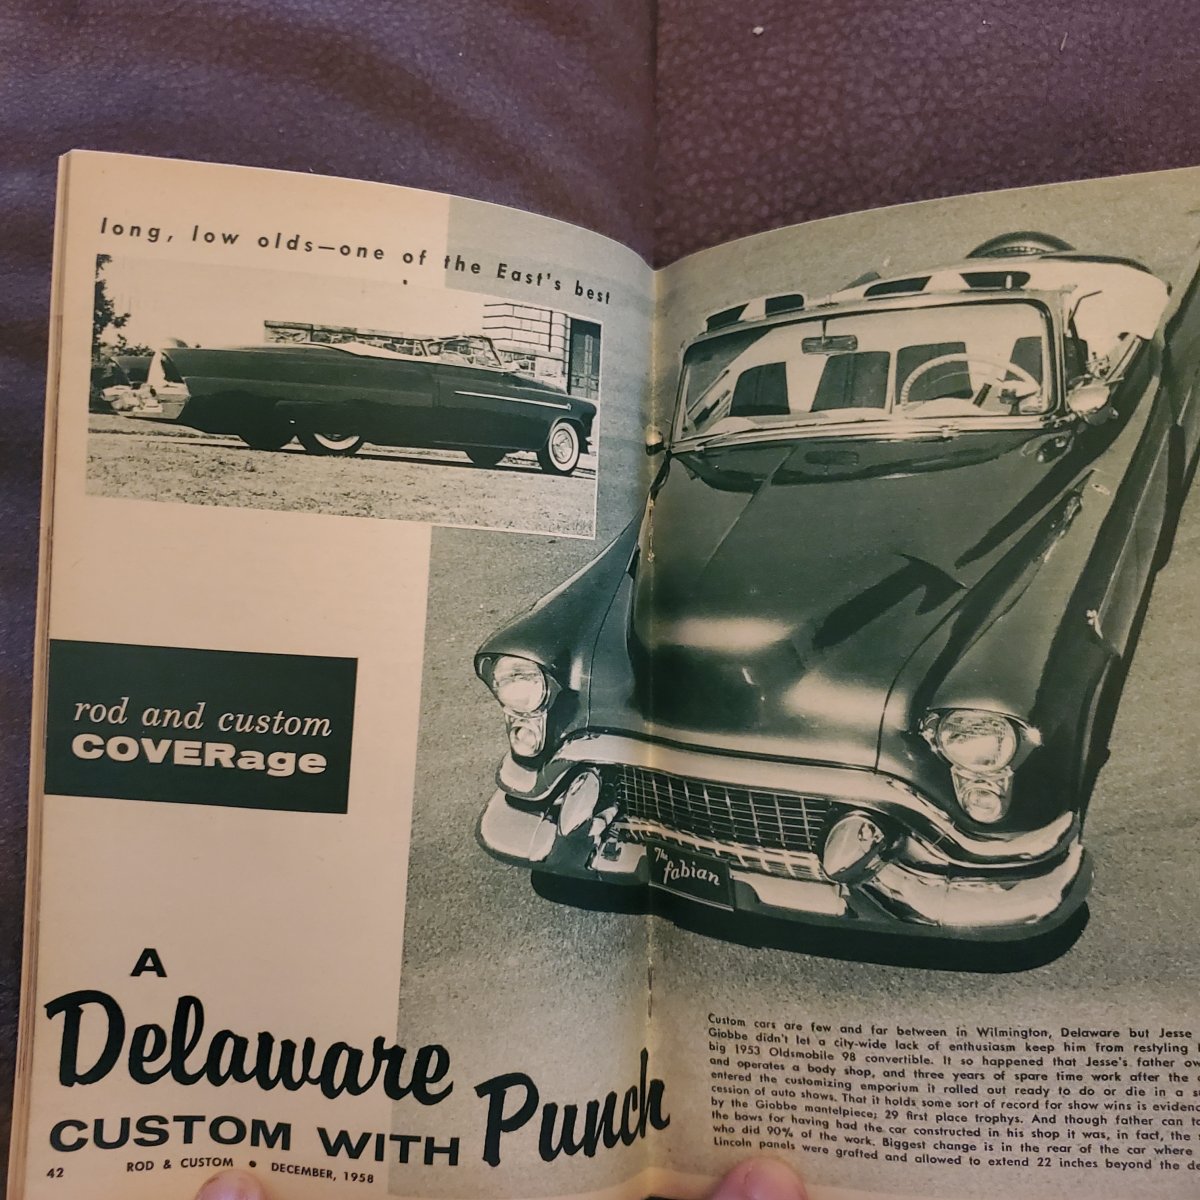 long, low olds—one of the East's best
rod and custom
COVERage
The
fabian
A
Delaware
CUSTOM WITH Punch
42 ROD & CUSTOM • DECEMBER, 1958
Custom cars are few and far between in Wilmington, Delaware but Jesse
Giobbe didn't let a city-wide lack of enthusiasm keep him from restyling
big 1953 Oldsmobile 98 convertible. It so happened that Jesse's father
and operates a body shop, and three years of spare time work after the
entered the customizing emporium it rolled out ready to do or die in a
cession of auto shows. That it holds some sort of record for show wins is
by the Giobbe mantelpiece; 29 first place trophys. And though father can
the bows for having had the car constructed in his shop it was, in fact, the
who did 90% of the work. Biggest change is in the rear of the car where
Lincoln panels were grafted and allowed to extend 22 inches beyond the